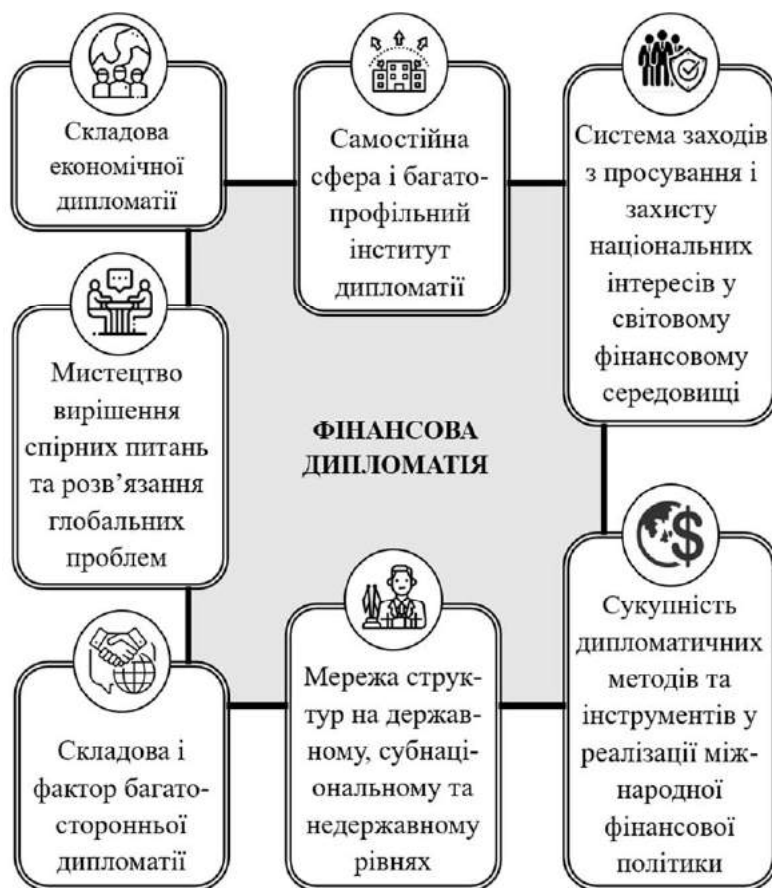 Складова
економічної
дипломатії
Самостійна
сфера і багато-
профільний
інститут
дипломатії
Система заходів
з просування і
захисту
національних
інтересів у
світовому
фінансовому
середовищі
Мистецтво
вирішення
спірних питань
та розв’язання
глобальних
проблем
ФІНАНСОВА
ДИПЛОМАТІЯ
Складова і
фактор багато-
сторонньої
дипломатії
Мережа струк-
тур на держав-
ному, субнаці-
ональному та
недержавному
рівнях
Сукупність
дипломатичних
методів та
інструментів у
реалізації між-
народної
фінансової
політики